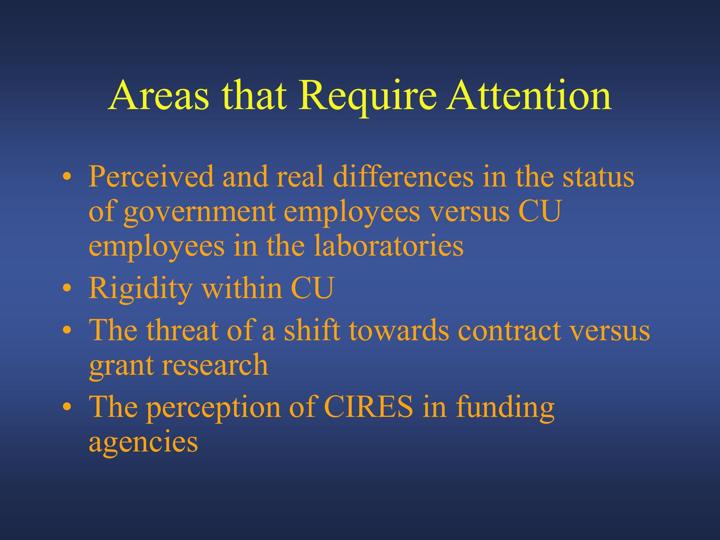 Areas that Require Attention
• Perceived and real differences in the status
of government employees versus CU
employees in the laboratories
• Rigidity within CU
• The threat of a shift towards contract versus
grant research
• The perception of CIRES in funding
agencies